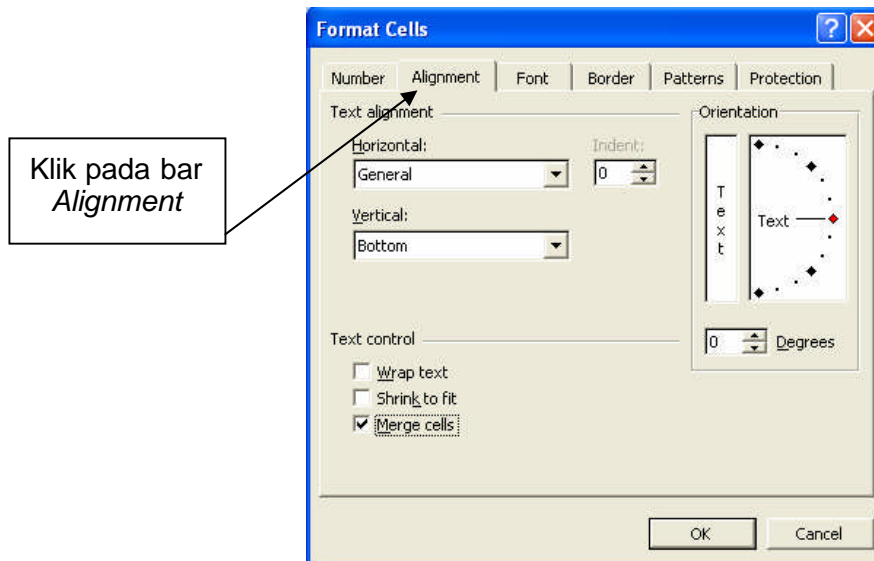 Format Cells
Number Alignment Font Border Patterns Protection
Klik pada bar
Alignment
Text alignment
Horizontal:
General
Indent:
0
Vertical:
Bottom
Orientation
T
e
x
t
Text
0 Degrees
Text control
Wrap text
Shrink to fit
Merge cells
OK Cancel